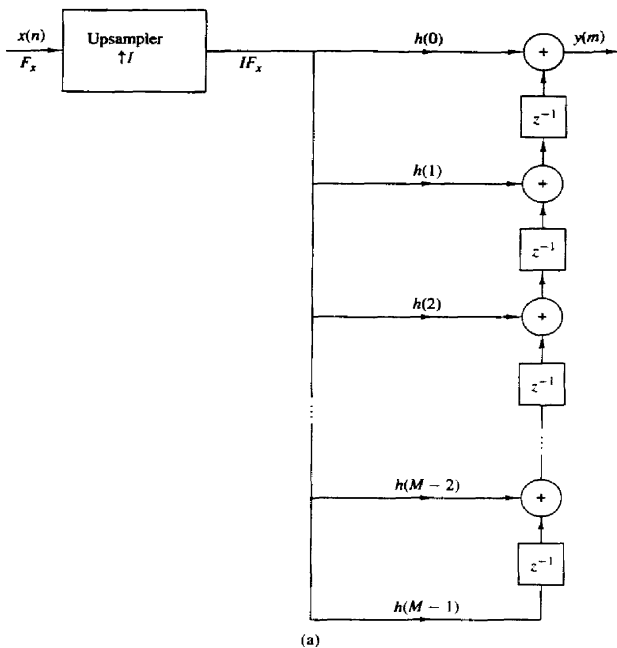 x(n)
F_x
Upsampler
↑I
IF_x
h(0)
+
y(m)
z⁻¹
h(1)
+
z⁻¹
h(2)
+
z⁻¹
...
...
h(M − 2)
+
z⁻¹
h(M − 1)
(a)